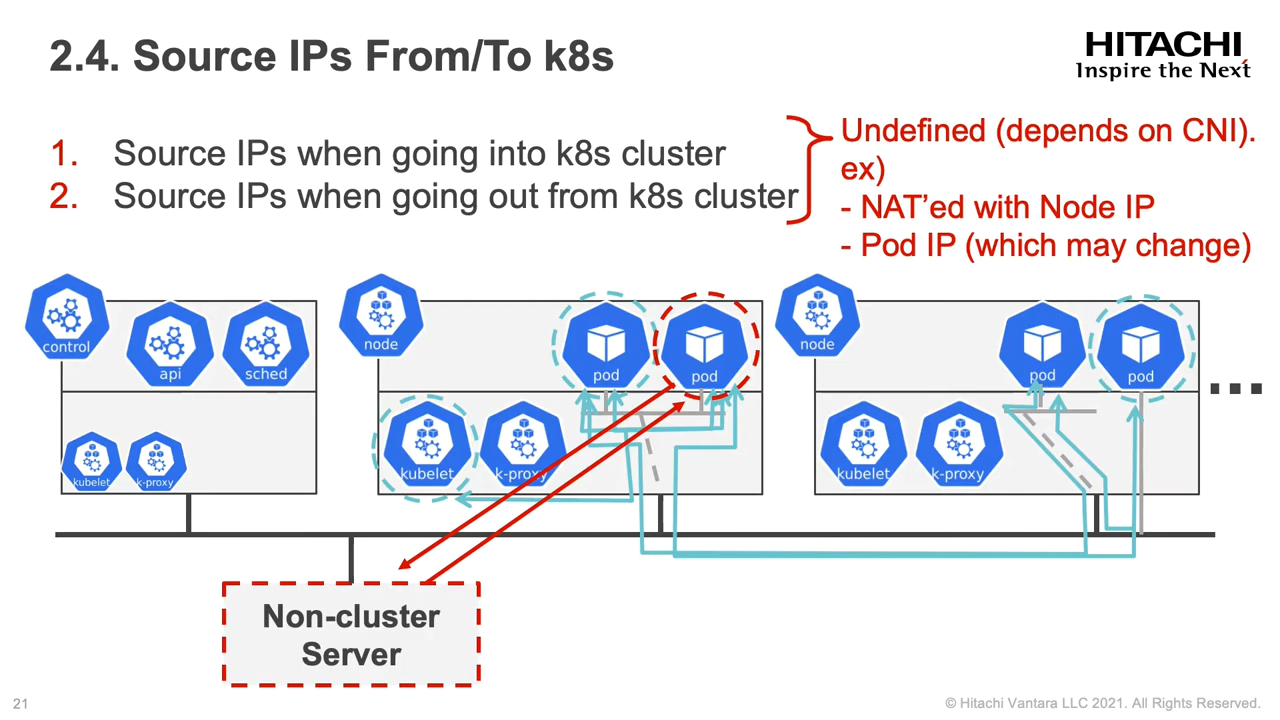 2.4. Source IPs From/To k8s
HITACHI
Inspire the Next
1. Source IPs when going into k8s cluster
2. Source IPs when going out from k8s cluster
Undefined (depends on CNI).
ex)
- NAT'ed with Node IP
- Pod IP (which may change)
control
api
sched
kubelet
k-proxy
node
pod
pod
kubelet
k-proxy
node
pod
pod
kubelet
k-proxy
...
Non-cluster
Server
21
© Hitachi Vantara LLC 2021. All Rights Reserved.